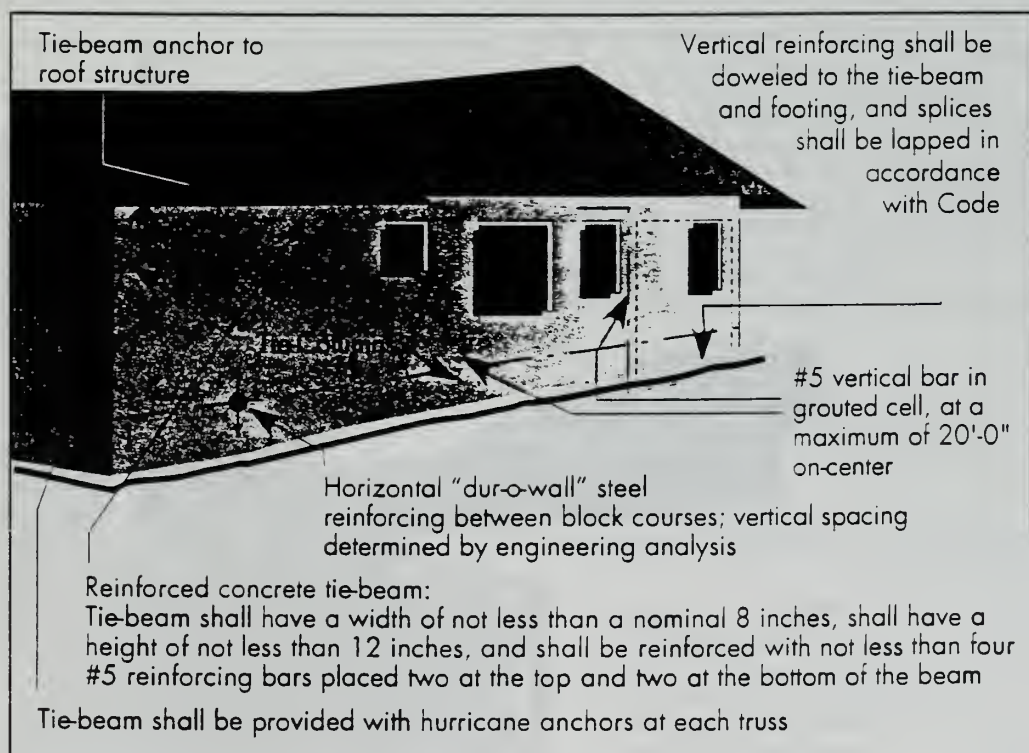 Tie-beam anchor to
roof structure
Vertical reinforcing shall be
doweled to the tie-beam
and footing, and splices
shall be lapped in
accordance
with Code
Tie Column
#5 vertical bar in
grouted cell, at a
maximum of 20'-0"
on-center
Horizontal "dur-o-wall" steel
reinforcing between block courses; vertical spacing
determined by engineering analysis
Reinforced concrete tie-beam:
Tie-beam shall have a width of not less than a nominal 8 inches, shall have a
height of not less than 12 inches, and shall be reinforced with not less than four
#5 reinforcing bars placed two at the top and two at the bottom of the beam
Tie-beam shall be provided with hurricane anchors at each truss